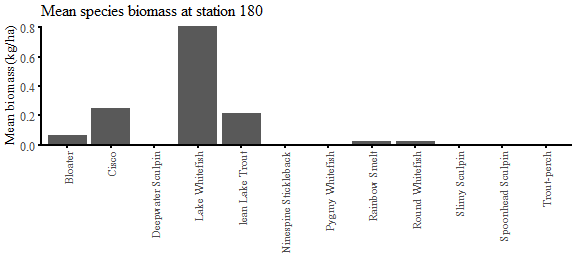 Mean species biomass at station 180
Mean biomass (kg/ha)
0.8
0.6
0.4
0.2
0.0
Bloater
Cisco
Deepwater Sculpin
Lake Whitefish
lean Lake Trout
Ninespine Stickleback
Pygmy Whitefish
Rainbow Smelt
Round Whitefish
Slimy Sculpin
Spoonhead Sculpin
Trout-perch